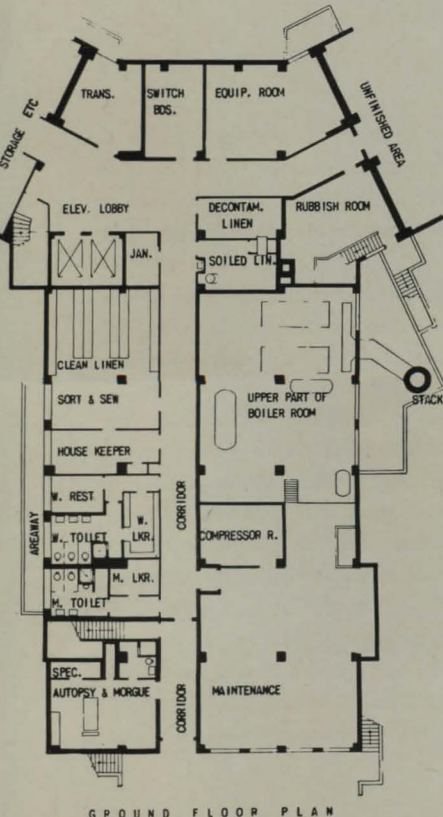 TRANS.
SWITCH
BDS.
EQUIP. ROOM
STORAGE ETC
UNFINISHED AREA
ELEV. LOBBY
DECONTAM.
LINEN
RUBBISH ROOM
JAN.
SOILED LIN.
CLEAN LINEN
SORT & SEW
HOUSE KEEPER
UPPER PART OF
BOILER ROOM
STACK
W. REST
W. TOILET
W.
LKR.
AREAWAY
CORRIDOR
COMPRESSOR R.
M. LKR.
M. TOILET
SPEC.
AUTOPSY & MORGUE
CORRIDOR
MAINTENANCE
GROUND FLOOR PLAN